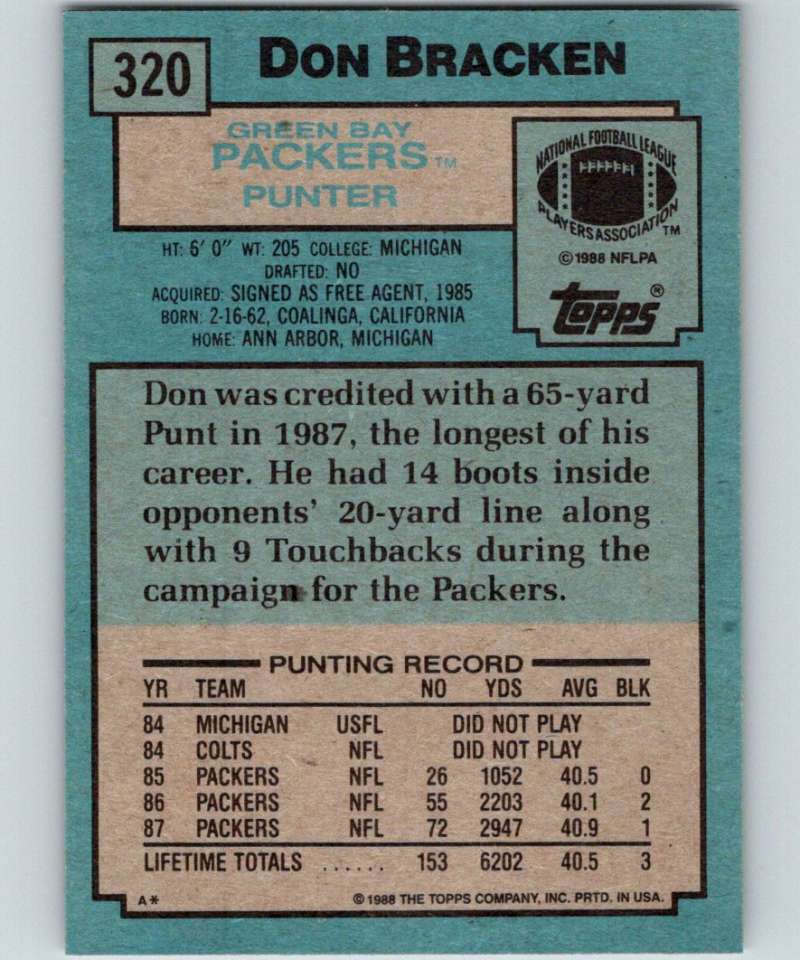 320
DON BRACKEN
GREEN BAY
PACKERS™
PUNTER
NATIONAL FOOTBALL LEAGUE
PLAYERS ASSOCIATION™
©1988 NFLPA
Topps®
HT: 6' 0" WT: 205 COLLEGE: MICHIGAN
DRAFTED: NO
ACQUIRED: SIGNED AS FREE AGENT, 1985
BORN: 2-16-62, COALINGA, CALIFORNIA
HOME: ANN ARBOR, MICHIGAN
Don was credited with a 65-yard
Punt in 1987, the longest of his
career. He had 14 boots inside
opponents' 20-yard line along
with 9 Touchbacks during the
campaign for the Packers.
PUNTING RECORD
YR TEAM NO YDS AVG BLK
84 MICHIGAN USFL DID NOT PLAY
84 COLTS NFL DID NOT PLAY
85 PACKERS NFL 26 1052 40.5 0
86 PACKERS NFL 55 2203 40.1 2
87 PACKERS NFL 72 2947 40.9 1
LIFETIME TOTALS ...... 153 6202 40.5 3
A* ©1988 THE TOPPS COMPANY, INC. PRTD. IN USA.